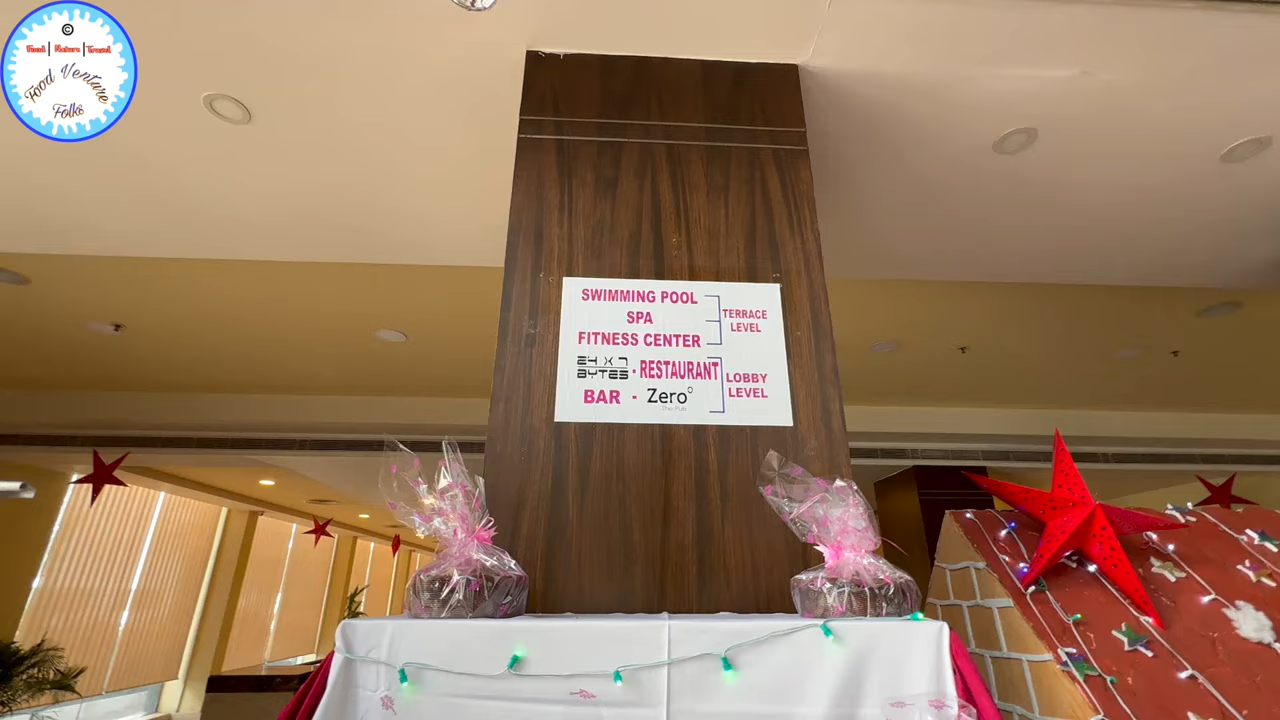 ©
Food | Nature | Travel
Food Venture
Folks
SWIMMING POOL
SPA
FITNESS CENTER
TERRACE
LEVEL
24 X 7
BYTES - RESTAURANT
BAR - Zero°
The Pub
LOBBY
LEVEL